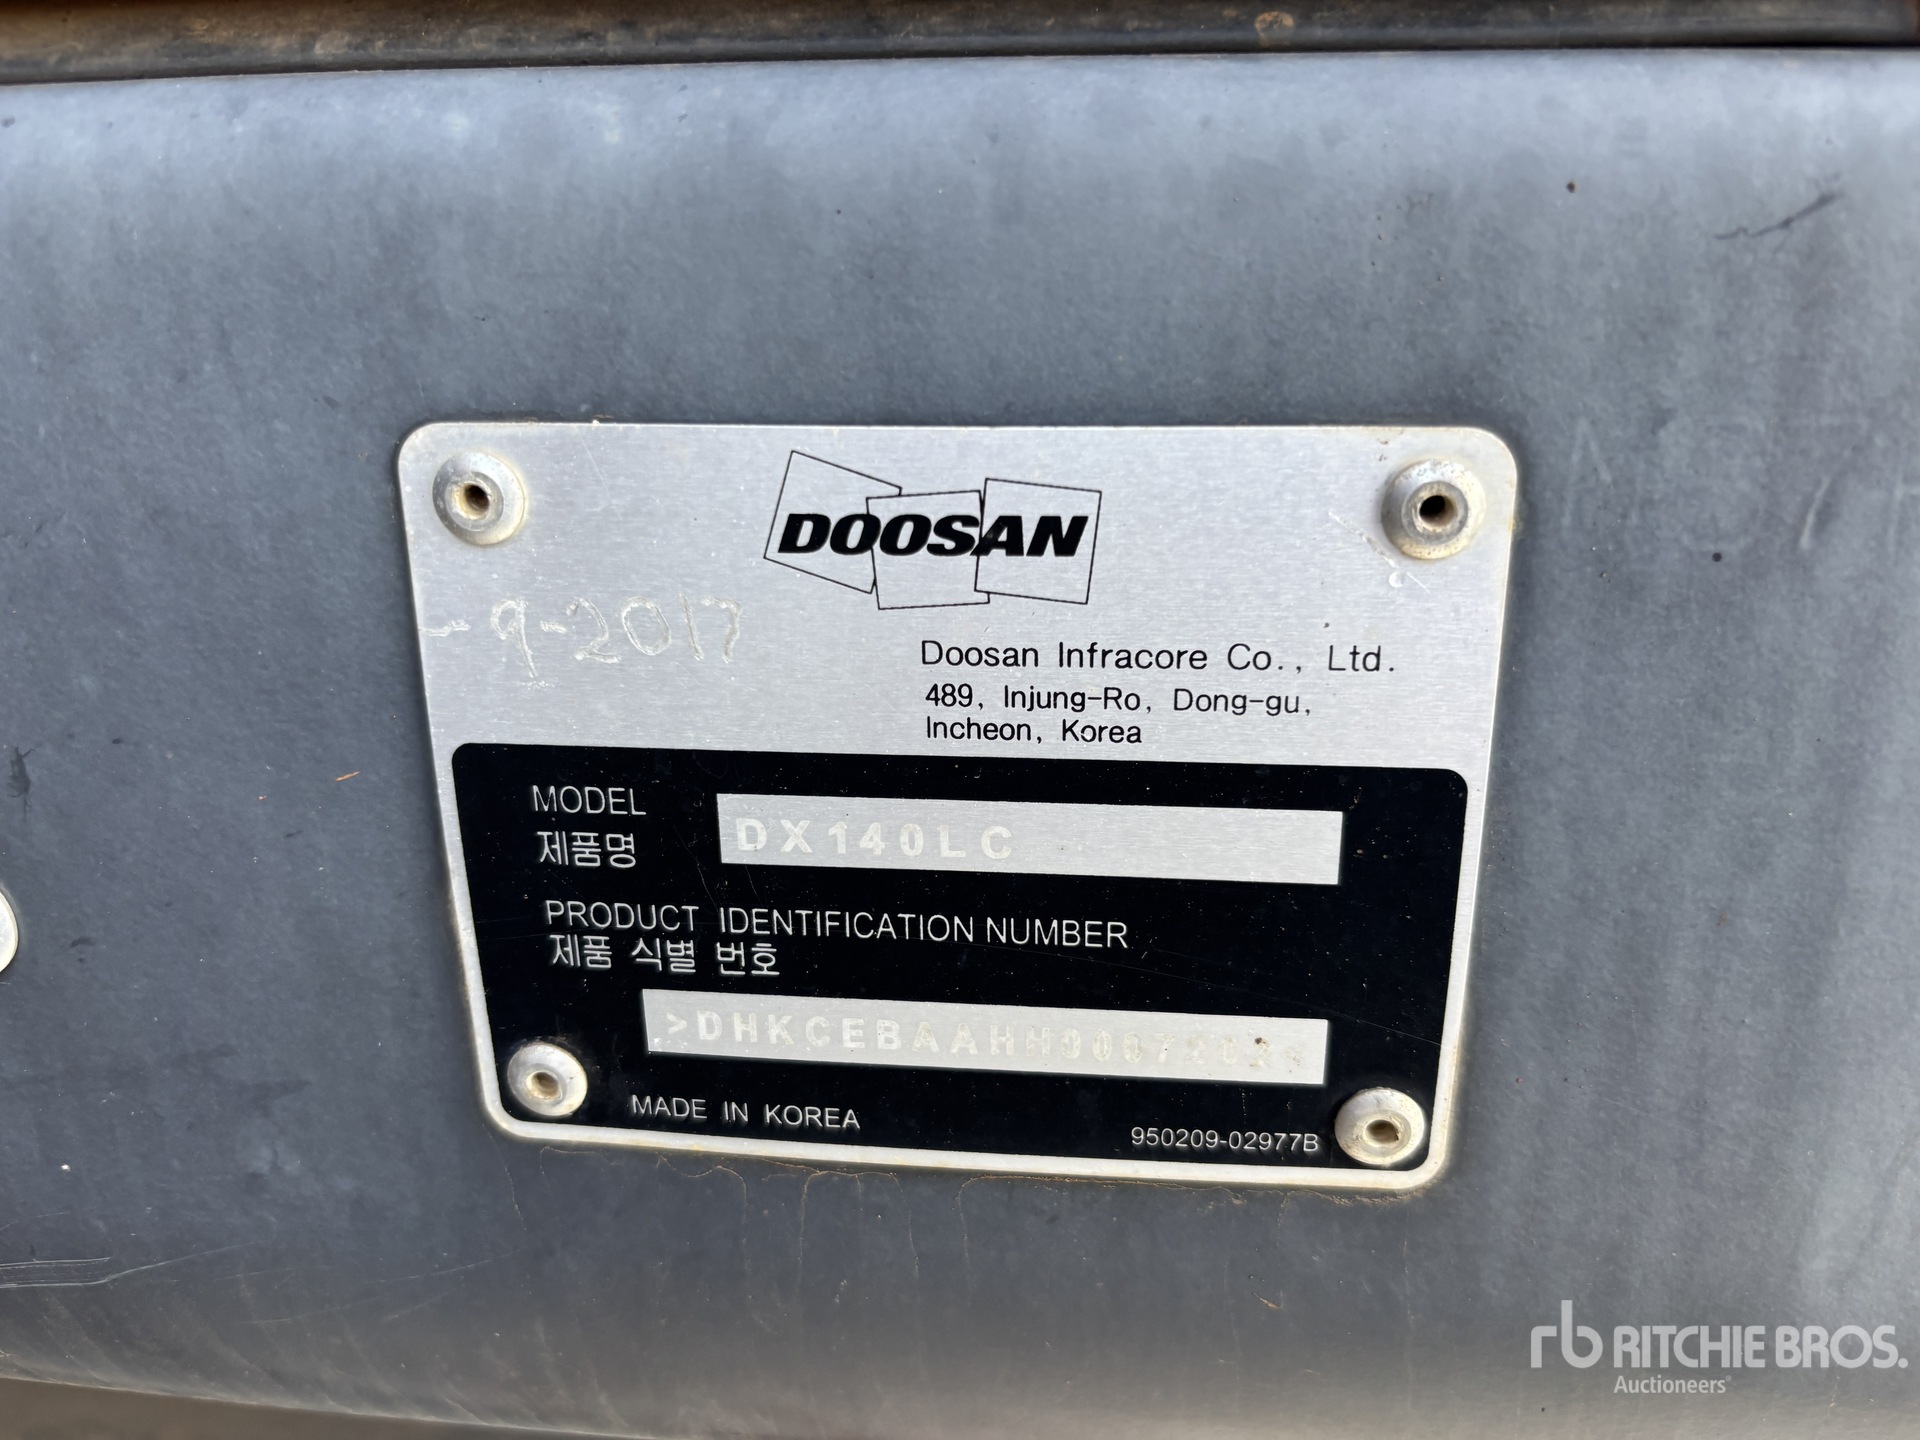 DOOSAN
-9-2017
Doosan Infracore Co., Ltd.
489, Injung-Ro, Dong-gu,
Incheon, Korea
MODEL
제품명
DX140LC
PRODUCT IDENTIFICATION NUMBER
제품 식별 번호
MADE IN KOREA
950209-02977B
rb RITCHIE BROS.
Auctioneers